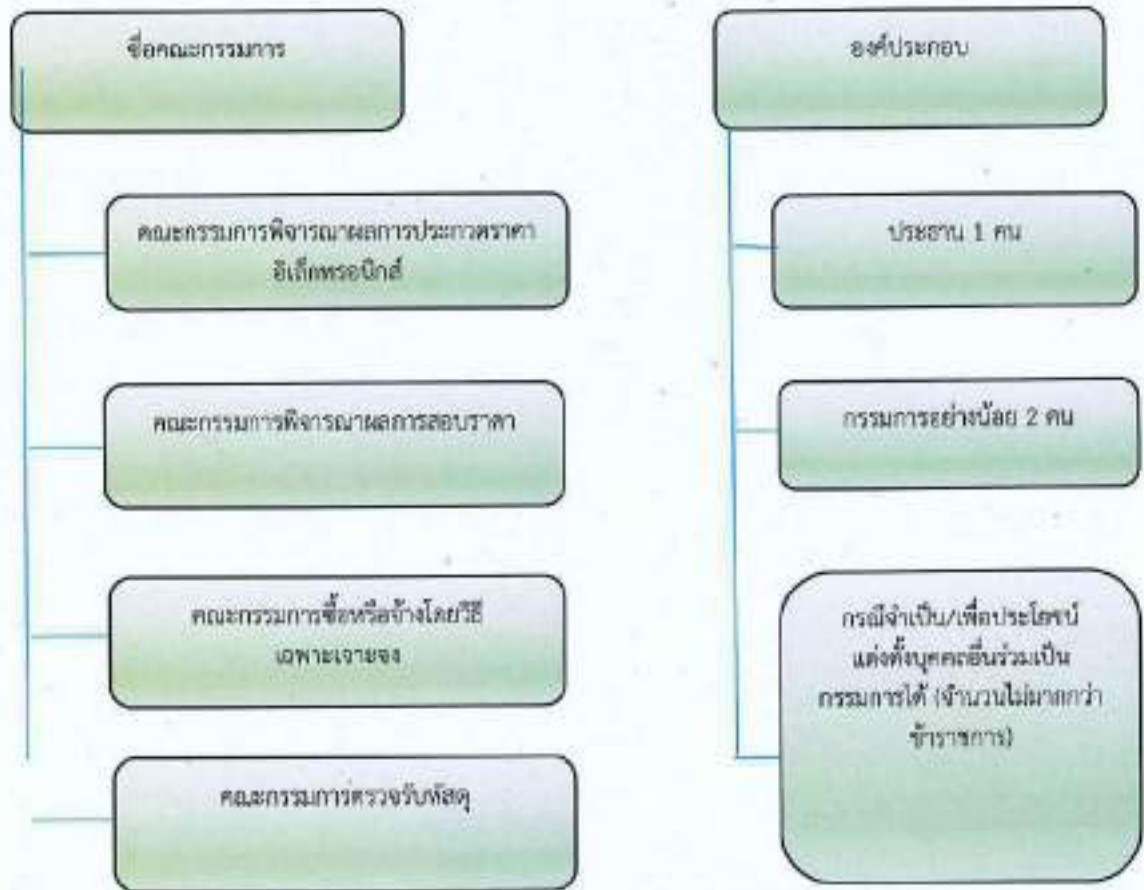 ชื่อคณะกรรมการ
คณะกรรมการพิจารณาผลการประกวดราคา
อิเล็กทรอนิกส์
คณะกรรมการพิจารณาผลการสอบราคา
คณะกรรมการซื้อหรือจ้างโดยวิธี
เฉพาะเจาะจง
คณะกรรมการตรวจรับพัสดุ
องค์ประกอบ
ประธาน 1 คน
กรรมการอย่างน้อย 2 คน
กรณีจำเป็น/เพื่อประโยชน์
แต่งตั้งบุคคลอื่นร่วมเป็น
กรรมการได้ (จำนวนไม่มากกว่า
ข้าราชการ)